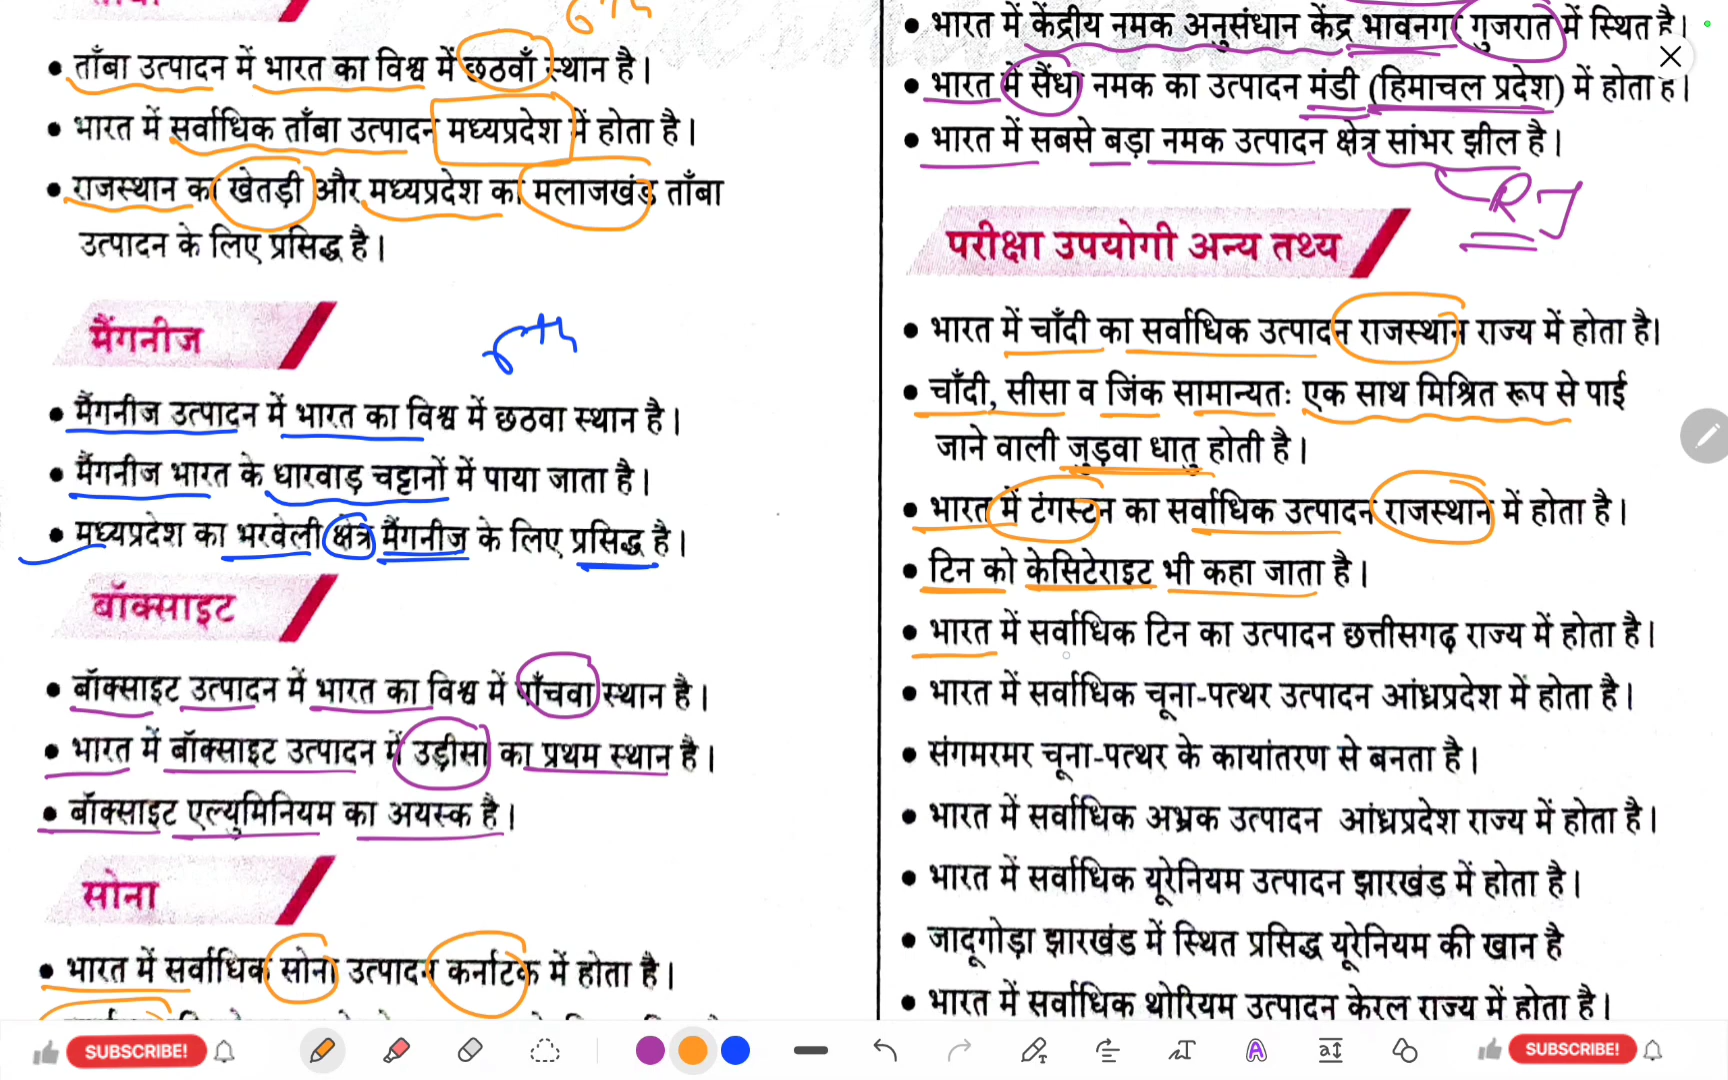 6th
• ताँबा उत्पादन में भारत का विश्व में छठवाँ स्थान है।
• भारत में सर्वाधिक ताँबा उत्पादन मध्यप्रदेश में होता है।
• राजस्थान का खेतड़ी और मध्यप्रदेश का मलाजखंड ताँबा
उत्पादन के लिए प्रसिद्ध है।
मैंगनीज
6th
• मैंगनीज उत्पादन में भारत का विश्व में छठवा स्थान है।
• मैंगनीज भारत के धारवाड़ चट्टानों में पाया जाता है।
• मध्यप्रदेश का भरवेली क्षेत्र मैंगनीज के लिए प्रसिद्ध है।
बॉक्साइट
• बॉक्साइट उत्पादन में भारत का विश्व में पाँचवा स्थान है।
• भारत में बॉक्साइट उत्पादन में उड़ीसा का प्रथम स्थान है।
• बॉक्साइट एल्युमिनियम का अयस्क है।
सोना
• भारत में सर्वाधिक सोना उत्पादन कर्नाटक में होता है।
• भारत में केंद्रीय नमक अनुसंधान केंद्र भावनगर गुजरात में स्थित है।
• भारत में सैंधा नमक का उत्पादन मंडी (हिमाचल प्रदेश) में होता है।
• भारत में सबसे बड़ा नमक उत्पादन क्षेत्र सांभर झील है।
RJ
परीक्षा उपयोगी अन्य तथ्य
• भारत में चाँदी का सर्वाधिक उत्पादन राजस्थान राज्य में होता है।
• चाँदी, सीसा व जिंक सामान्यतः एक साथ मिश्रित रूप से पाई
जाने वाली जुड़वा धातु होती है।
• भारत में टंगस्टन का सर्वाधिक उत्पादन राजस्थान में होता है।
• टिन को केसिटेराइट भी कहा जाता है।
• भारत में सर्वाधिक टिन का उत्पादन छत्तीसगढ़ राज्य में होता है।
• भारत में सर्वाधिक चूना-पत्थर उत्पादन आंध्रप्रदेश में होता है।
• संगमरमर चूना-पत्थर के कायांतरण से बनता है।
• भारत में सर्वाधिक अभ्रक उत्पादन आंध्रप्रदेश राज्य में होता है।
• भारत में सर्वाधिक यूरेनियम उत्पादन झारखंड में होता है।
• जादूगोड़ा झारखंड में स्थित प्रसिद्ध यूरेनियम की खान है
• भारत में सर्वाधिक थोरियम उत्पादन केरल राज्य में होता है।
SUBSCRIBE!
SUBSCRIBE!